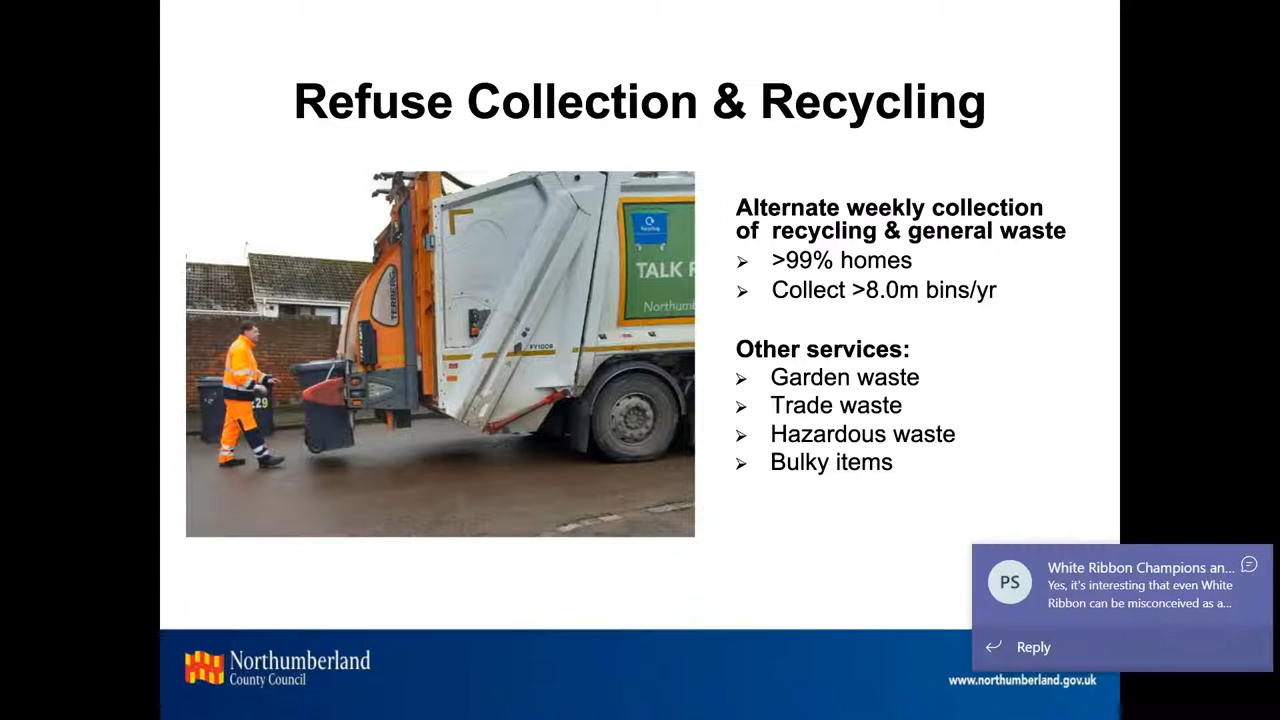 Refuse Collection & Recycling
Recycling
TALK
Northumb
29
Alternate weekly collection
of recycling & general waste
➢ >99% homes
➢ Collect >8.0m bins/yr
Other services:
➢ Garden waste
➢ Trade waste
➢ Hazardous waste
➢ Bulky items
PS
White Ribbon Champions an...
Yes, it's interesting that even White
Ribbon can be misconceived as a...
Reply
Northumberland
County Council
www.northumberland.gov.uk